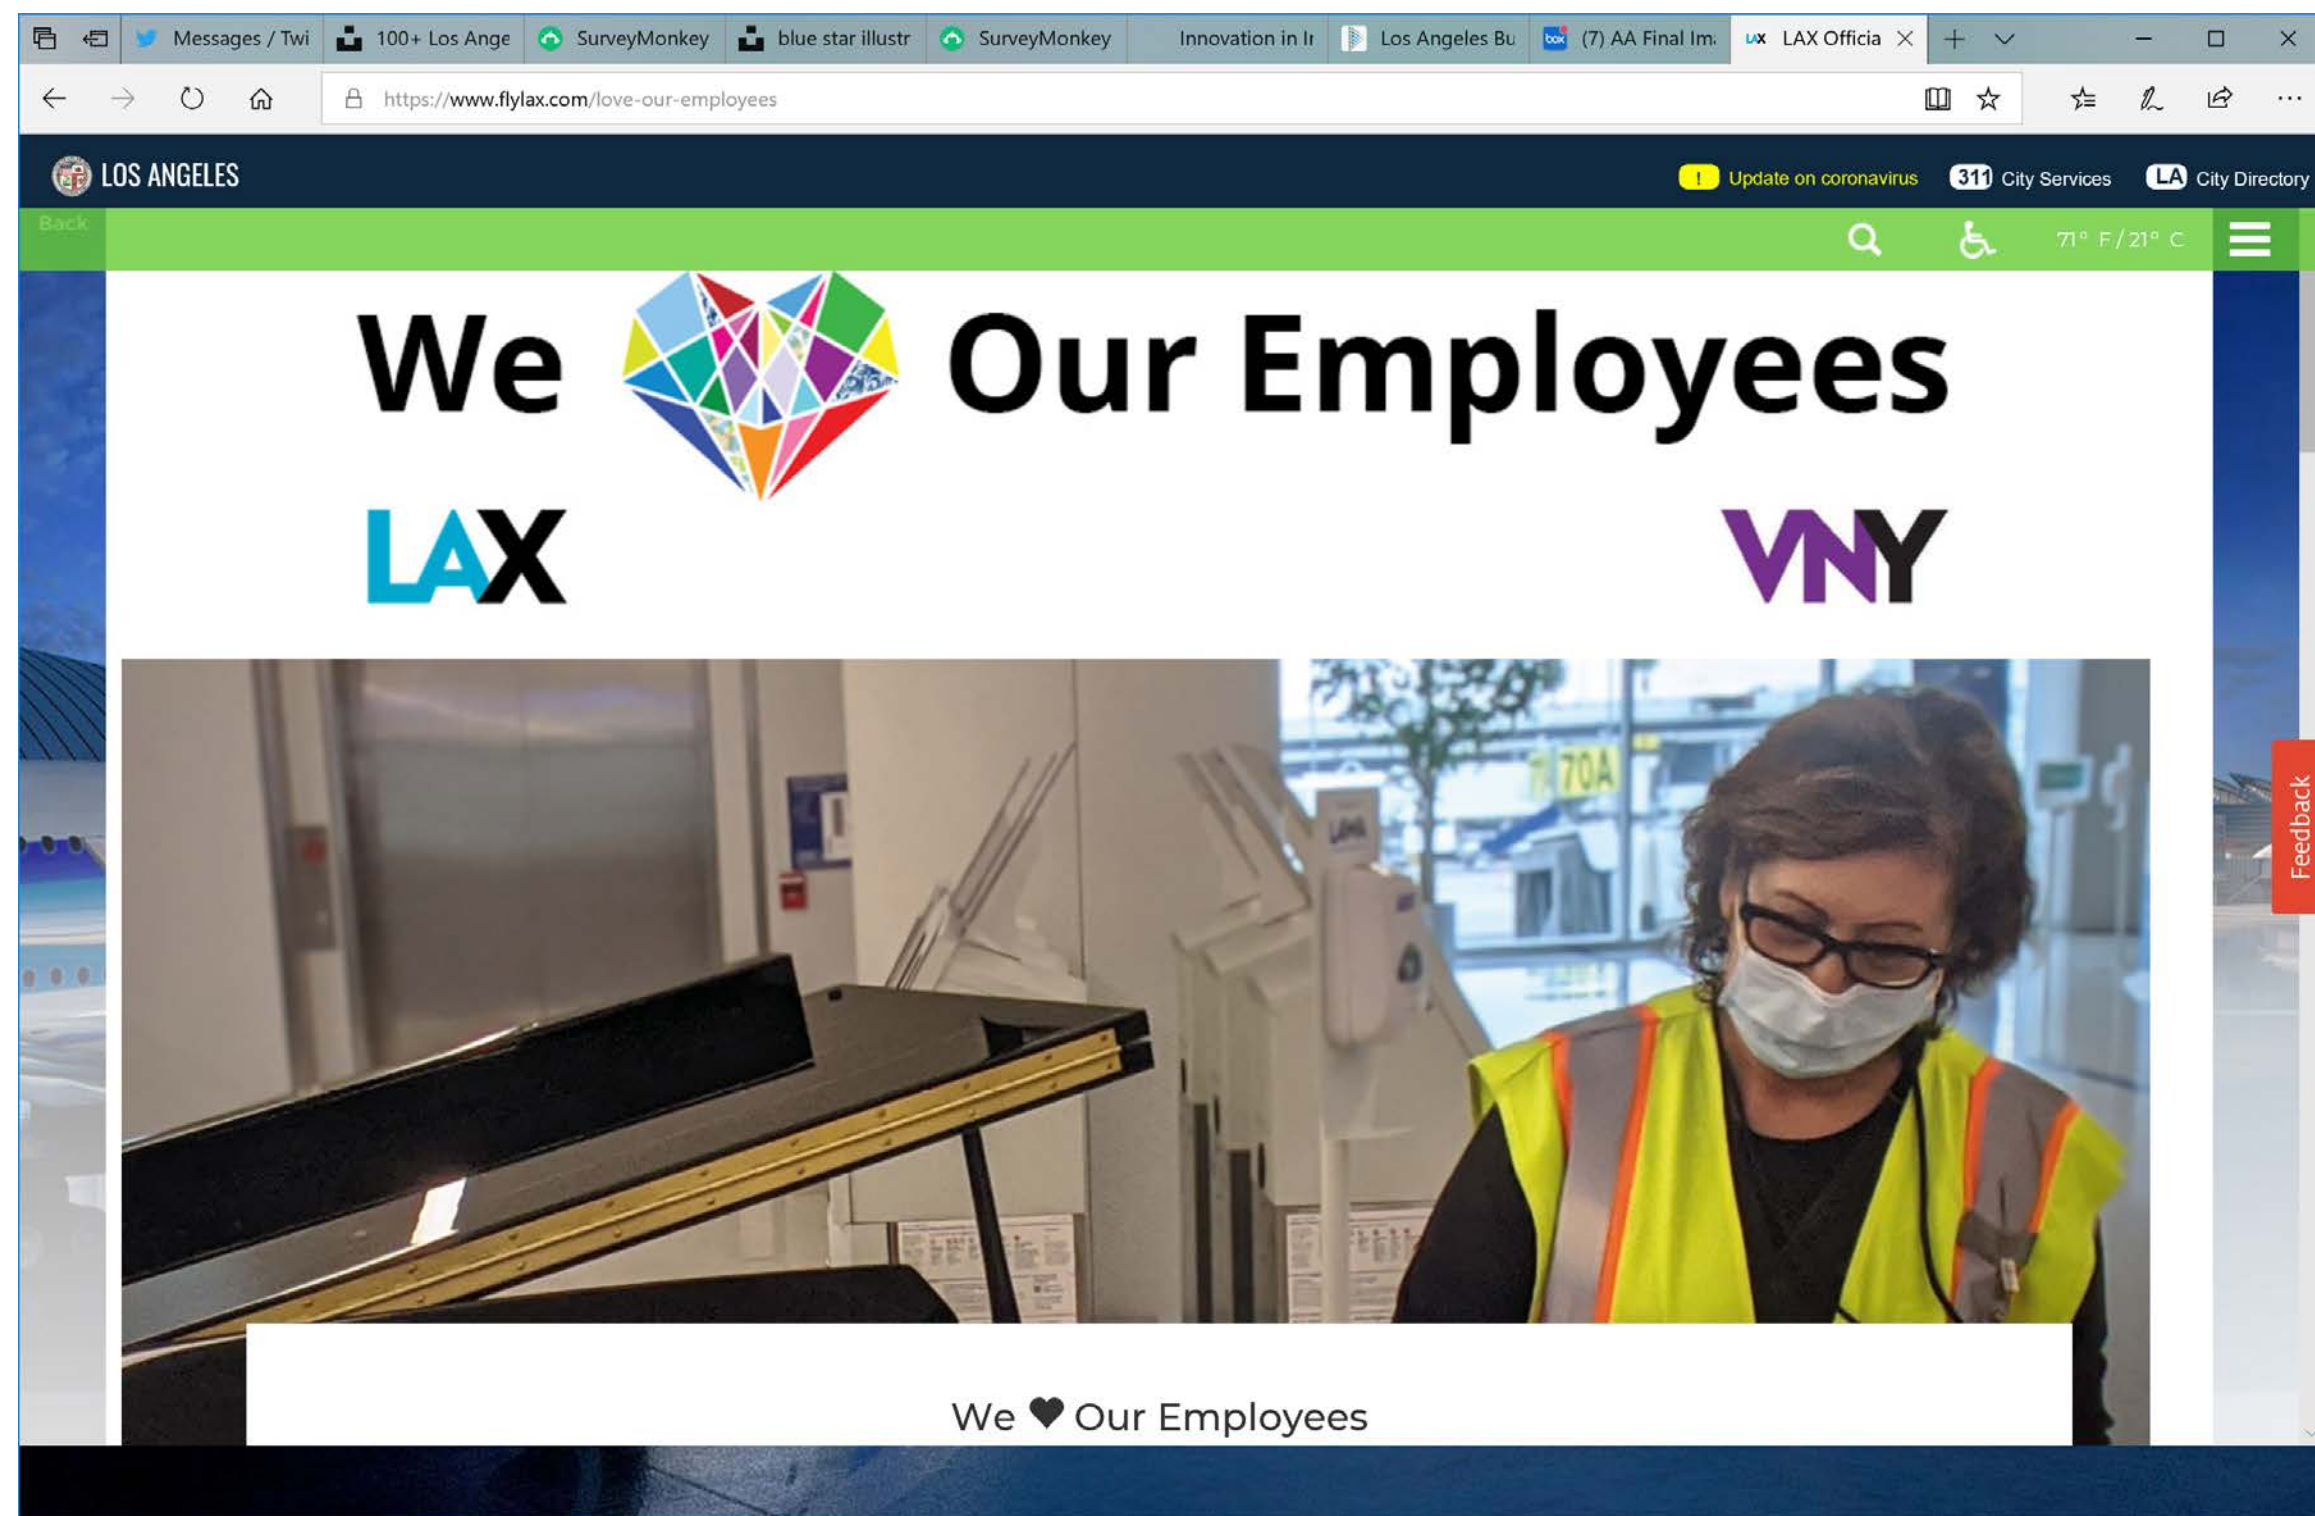 Messages / Twi
100+ Los Ange
SurveyMonkey
blue star illustr
SurveyMonkey
Innovation in Ir
Los Angeles Bu
box
(7) AA Final Im
LAX
LAX Officia
https://www.flylax.com/love-our-employees
LOS ANGELES
! Update on coronavirus
311 City Services
LA City Directory
Back
71° F / 21° C
We Our Employees
LAX
VNY
70A
Feedback
We ♥ Our Employees